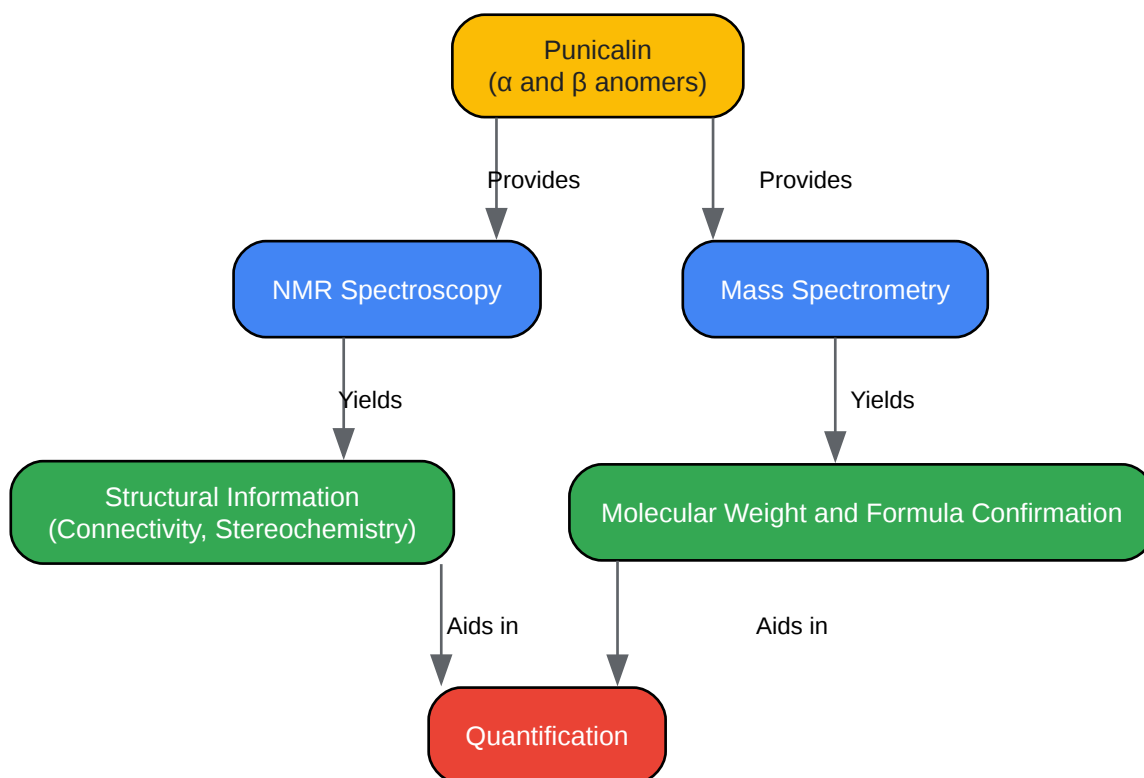 Punicalin
(α and β anomers)
Provides
Provides
NMR Spectroscopy
Mass Spectrometry
Yields
Yields
Structural Information
(Connectivity, Stereochemistry)
Molecular Weight and Formula Confirmation
Aids in
Aids in
Quantification